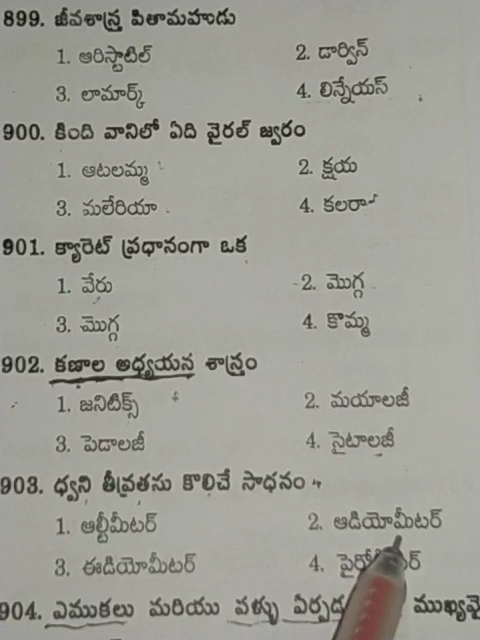 899. జీవశాస్త్ర పితామహుడు
1. ఆరిస్టాటిల్ 2. డార్విన్
3. లామార్క్ 4. లిన్నేయస్
900. కింది వానిలో ఏది వైరల్ జ్వరం
1. ఆటలమ్మ 2. క్షయ
3. మలేరియా 4. కలరా
901. క్యారెట్ ప్రధానంగా ఒక
1. వేరు 2. మొగ్గ
3. మొగ్గ 4. కొమ్మ
902. కణాల అధ్యయన శాస్త్రం
1. జనిటిక్స్ 2. మయాలజీ
3. పెడాలజీ 4. సైటాలజీ
903. ధ్వని తీవ్రతను కొలిచే సాధనం
1. ఆల్టీమీటర్ 2. ఆడియోమీటర్
3. ఈడియోమీటర్ 4.
904. ఎముకలు మరియు వళ్ళు